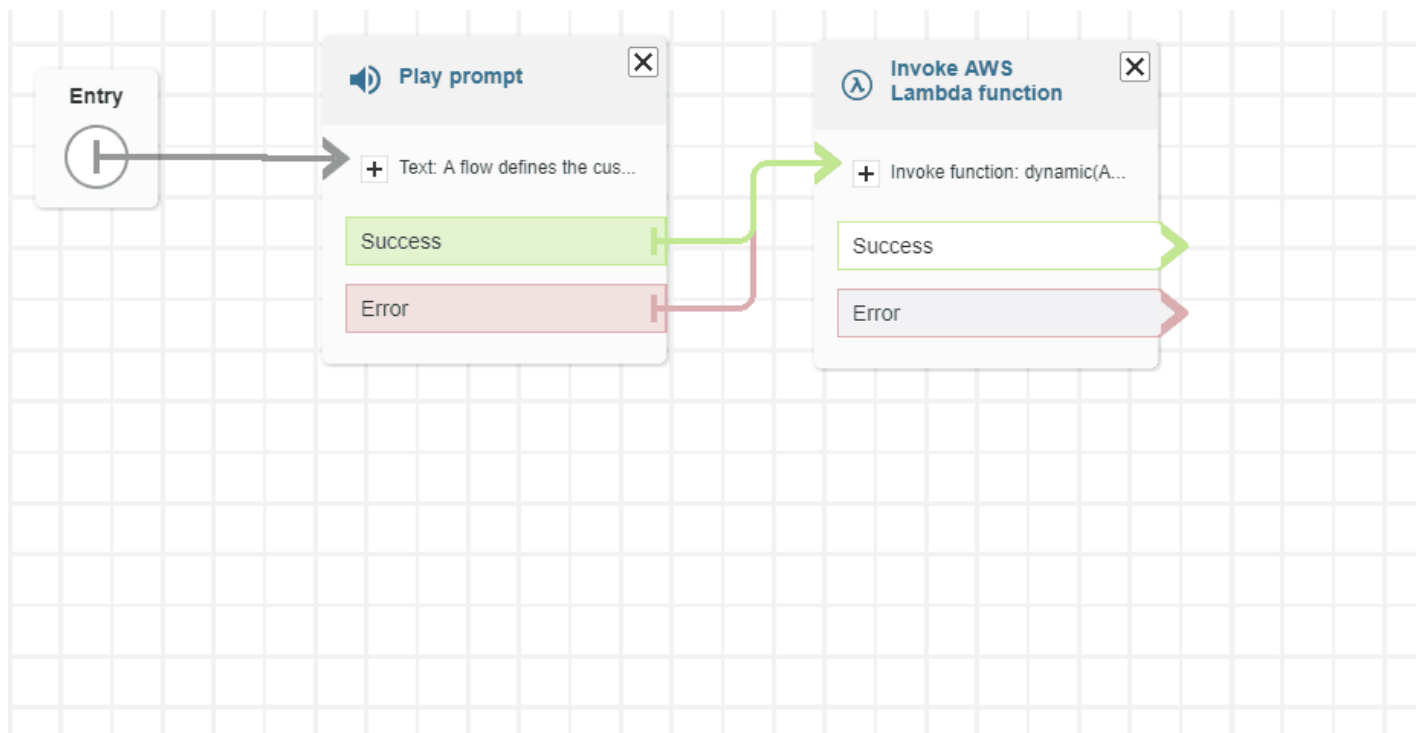 Entry
Play prompt
Text: A flow defines the cus...
Success
Error
Invoke AWS
Lambda function
Invoke function: dynamic(A...
Success
Error